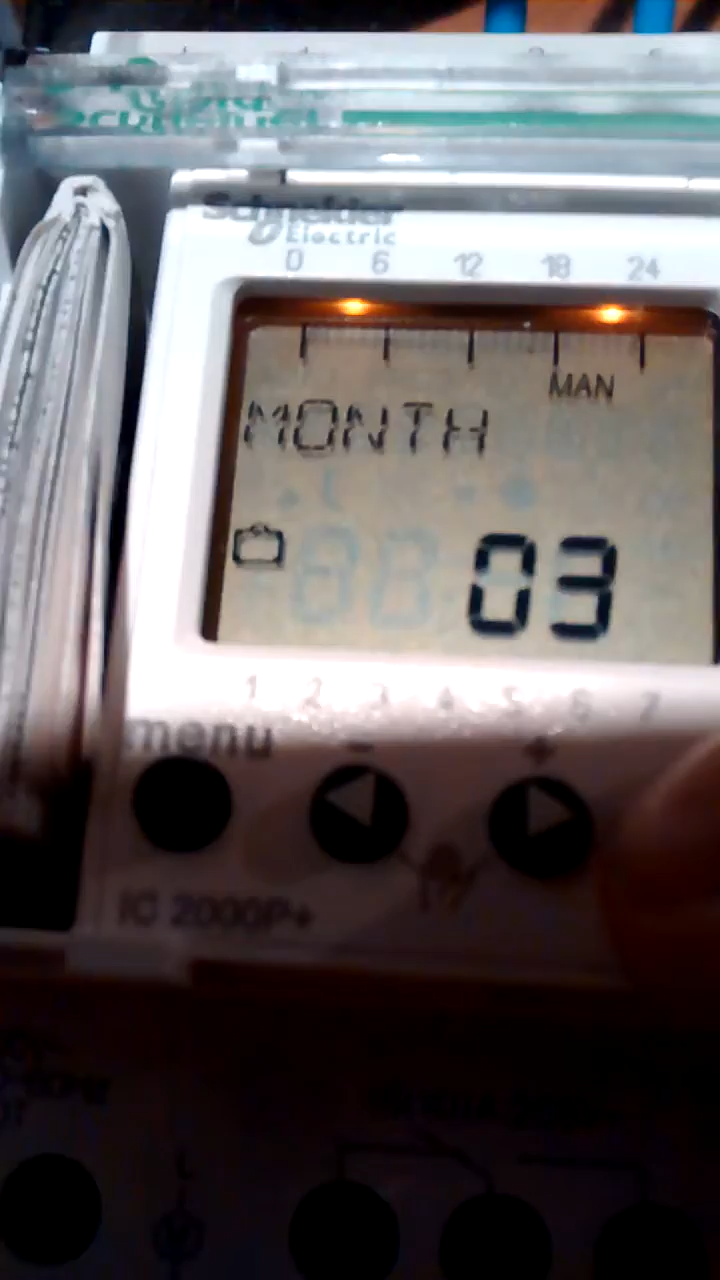 Schneider
Electric
0 6 12 18 24
MAN
MONTH
03
1 2 3 4 5 6 7
menu - +
IC 2000P+
L